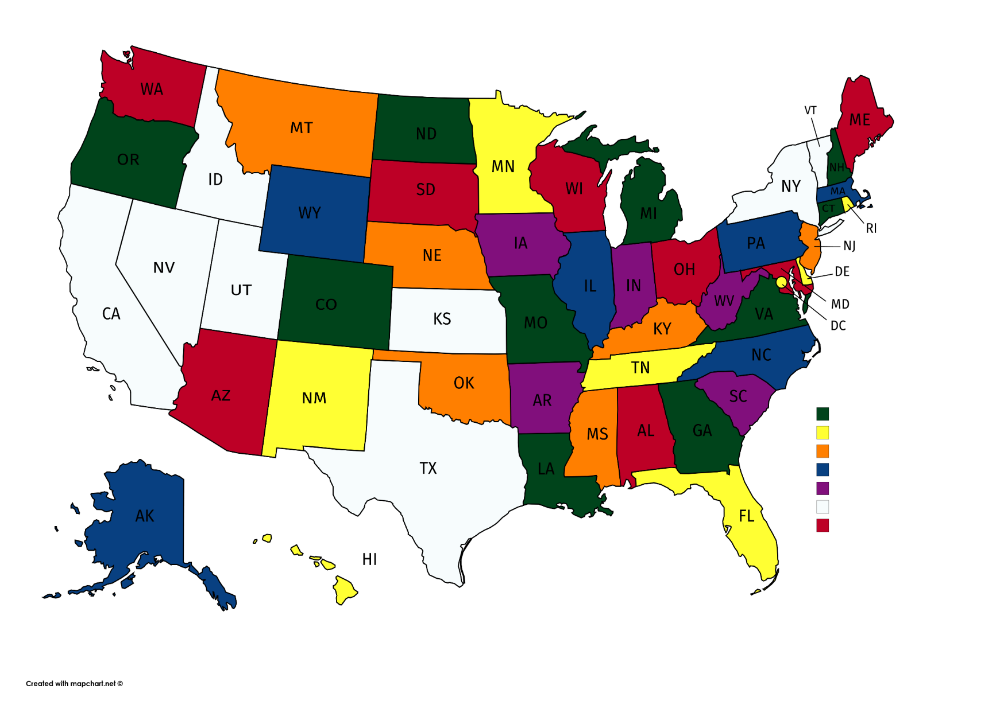 WA
VT
ME
MT
ND
OR
MN
NH
ID
SD
WI
NY
MA
WY
MI
CT
RI
NE
IA
PA
NJ
NV
OH
DE
UT
IL
IN
CO
WV
MD
CA
KS
MO
VA
DC
KY
NC
TN
OK
AZ
NM
AR
SC
MS
AL
GA
TX
LA
AK
FL
HI
Created with mapchart.net ©